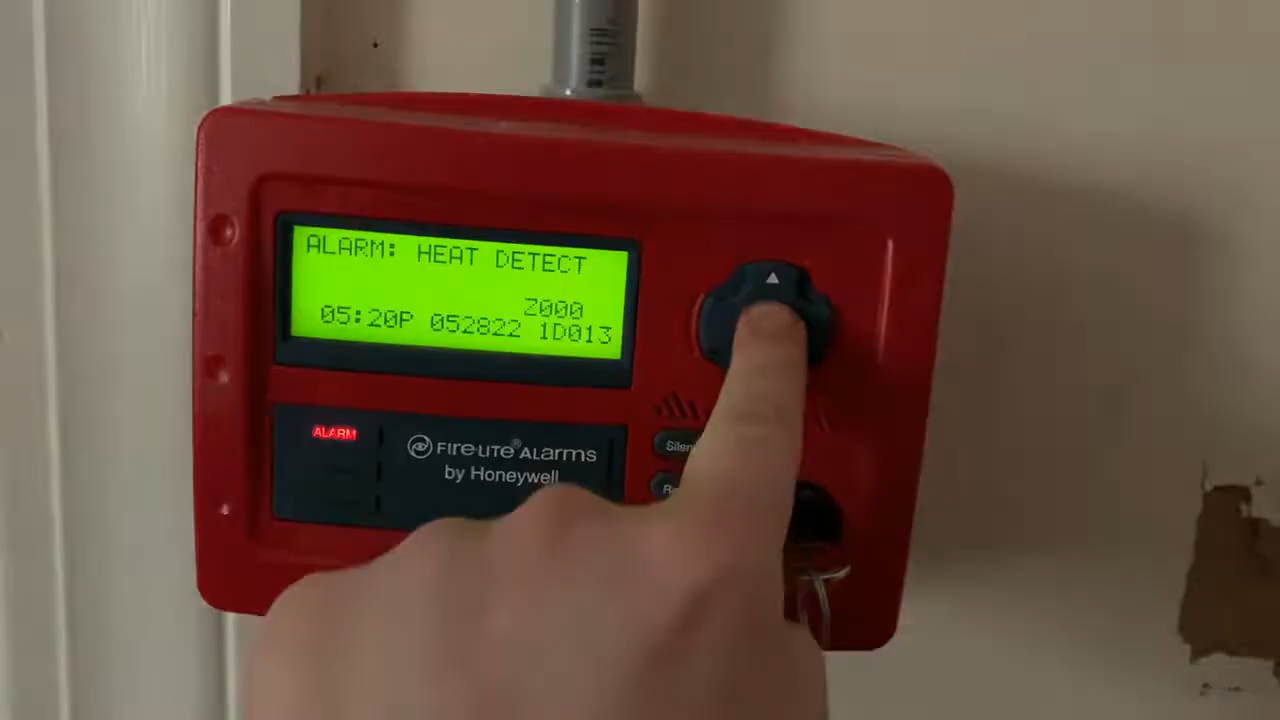 ALARM: HEAT DETECT
Z000
05:20P 052822 1D013
ALARM
FIRE·LITE® ALARMS
by Honeywell